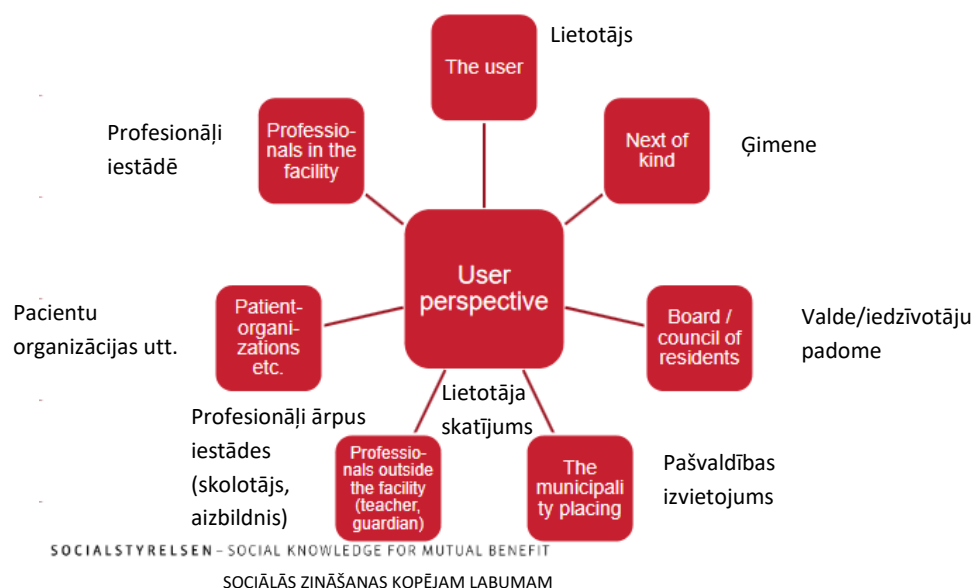 Lietotājs
The user
Profesionāļi
iestādē
Professio-
nals in the
facility
Next of
kind
Ģimene
User
perspective
Pacientu
organizācijas utt.
Patient-
organi-
zations
etc.
Board /
council of
residents
Valde/iedzīvotāju
padome
Lietotāja
skatījums
Profesionāļi ārpus
iestādes
(skolotājs,
aizbildnis)
Professio-
nals outside
the facility
(teacher,
guardian)
The
municipali
ty placing
Pašvaldības
izvietojums
SOCIALSTYRELSEN – SOCIAL KNOWLEDGE FOR MUTUAL BENEFIT
SOCIĀLĀS ZINĀŠANAS KOPĒJAM LABUMAM